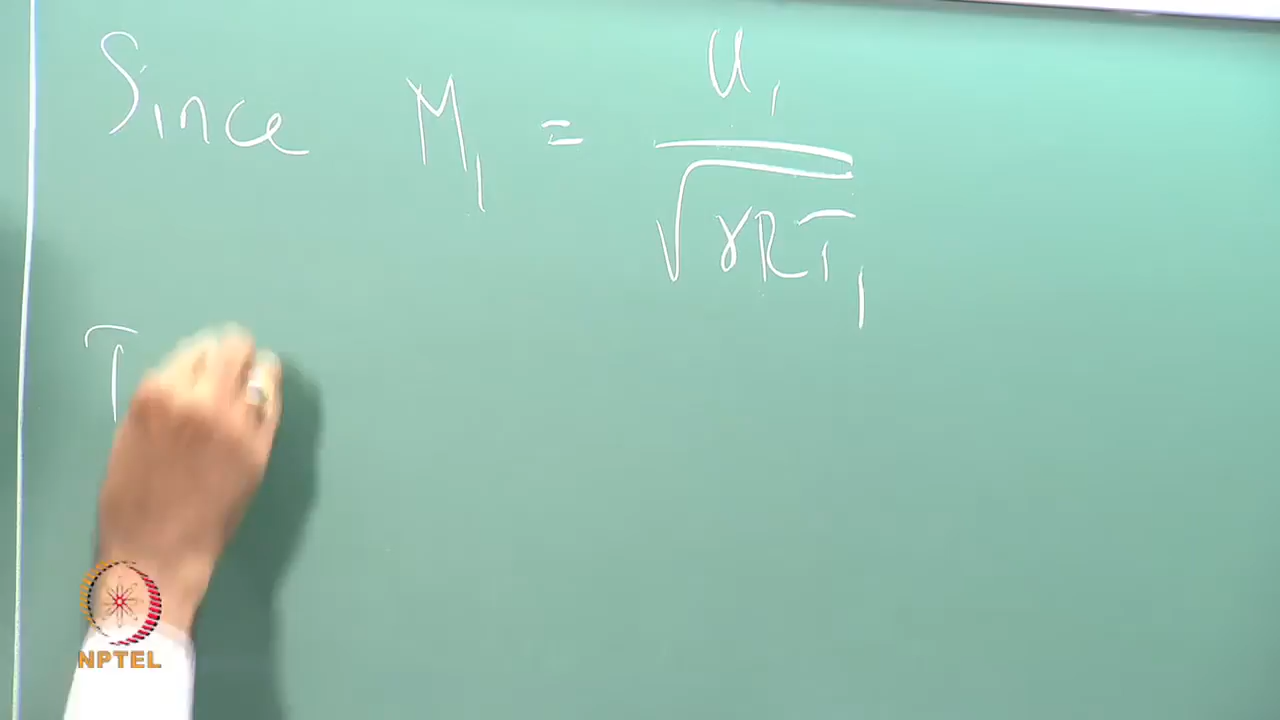 Since M₁ = u₁ / √(γRT₁)
T
NPTEL